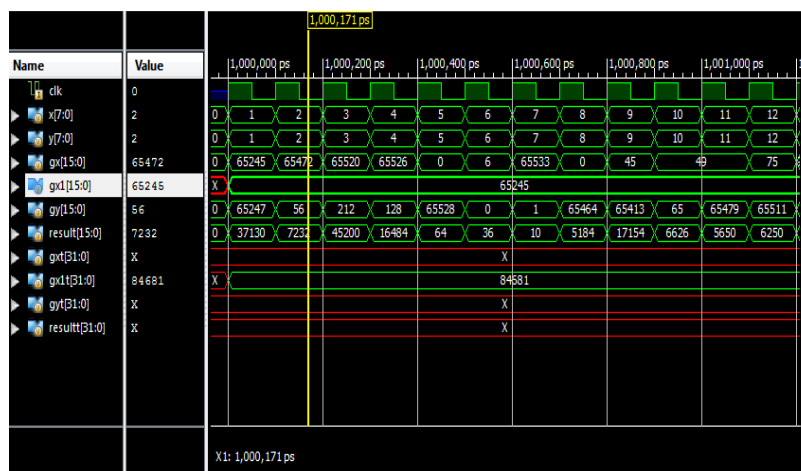 1,000,171 ps
Name Value 1,000,000 ps 1,000,200 ps 1,000,400 ps 1,000,600 ps 1,000,800 ps 1,001,000 ps
clk 0
x[7:0] 2 0 1 2 3 4 5 6 7 8 9 10 11 12
y[7:0] 2 0 1 2 3 4 5 6 7 8 9 10 11 12
gx[15:0] 65472 0 65245 65472 65520 65526 0 6 65533 0 45 49 75
gx1[15:0] 65245 X 65245
gy[15:0] 56 0 65247 56 212 128 65528 0 1 65464 65413 65 65479 65511
result[15:0] 7232 0 37130 7232 45200 16484 64 36 10 5184 17154 6626 5650 6250
gxt[31:0] X X
gx1t[31:0] 84681 X 84681
gyt[31:0] X X
resultt[31:0] X X
X1: 1,000,171 ps